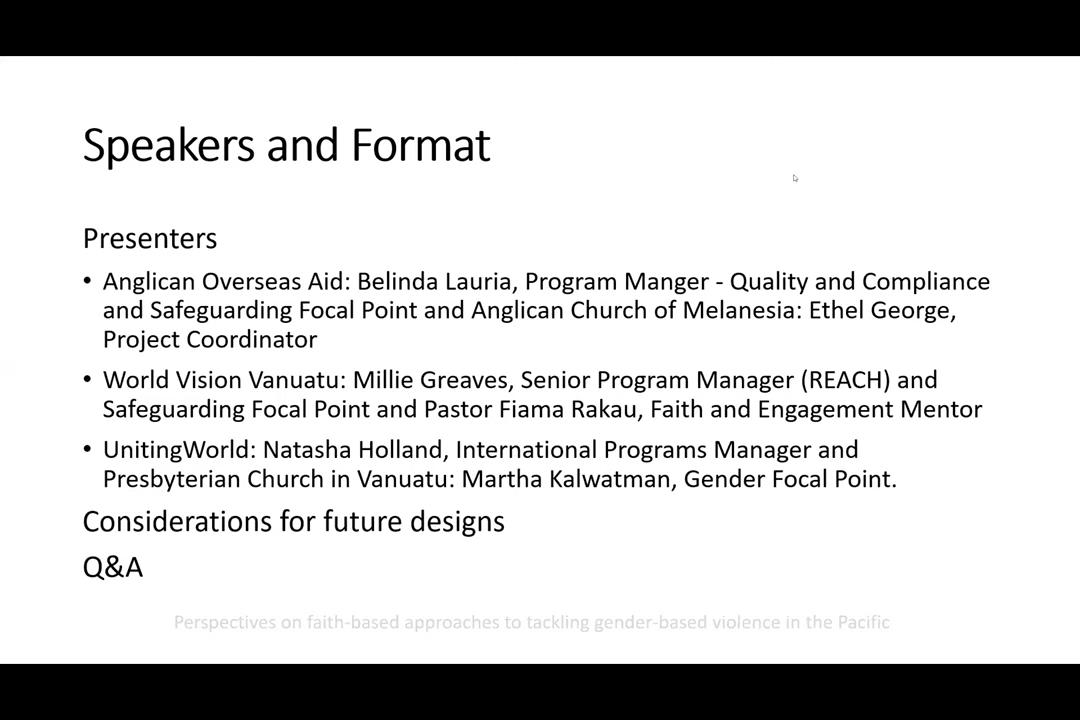 Speakers and Format
Presenters
• Anglican Overseas Aid: Belinda Lauria, Program Manger - Quality and Compliance
and Safeguarding Focal Point and Anglican Church of Melanesia: Ethel George,
Project Coordinator
• World Vision Vanuatu: Millie Greaves, Senior Program Manager (REACH) and
Safeguarding Focal Point and Pastor Fiama Rakau, Faith and Engagement Mentor
• UnitingWorld: Natasha Holland, International Programs Manager and
Presbyterian Church in Vanuatu: Martha Kalwatman, Gender Focal Point.
Considerations for future designs
Q&A
Perspectives on faith-based approaches to tackling gender-based violence in the Pacific